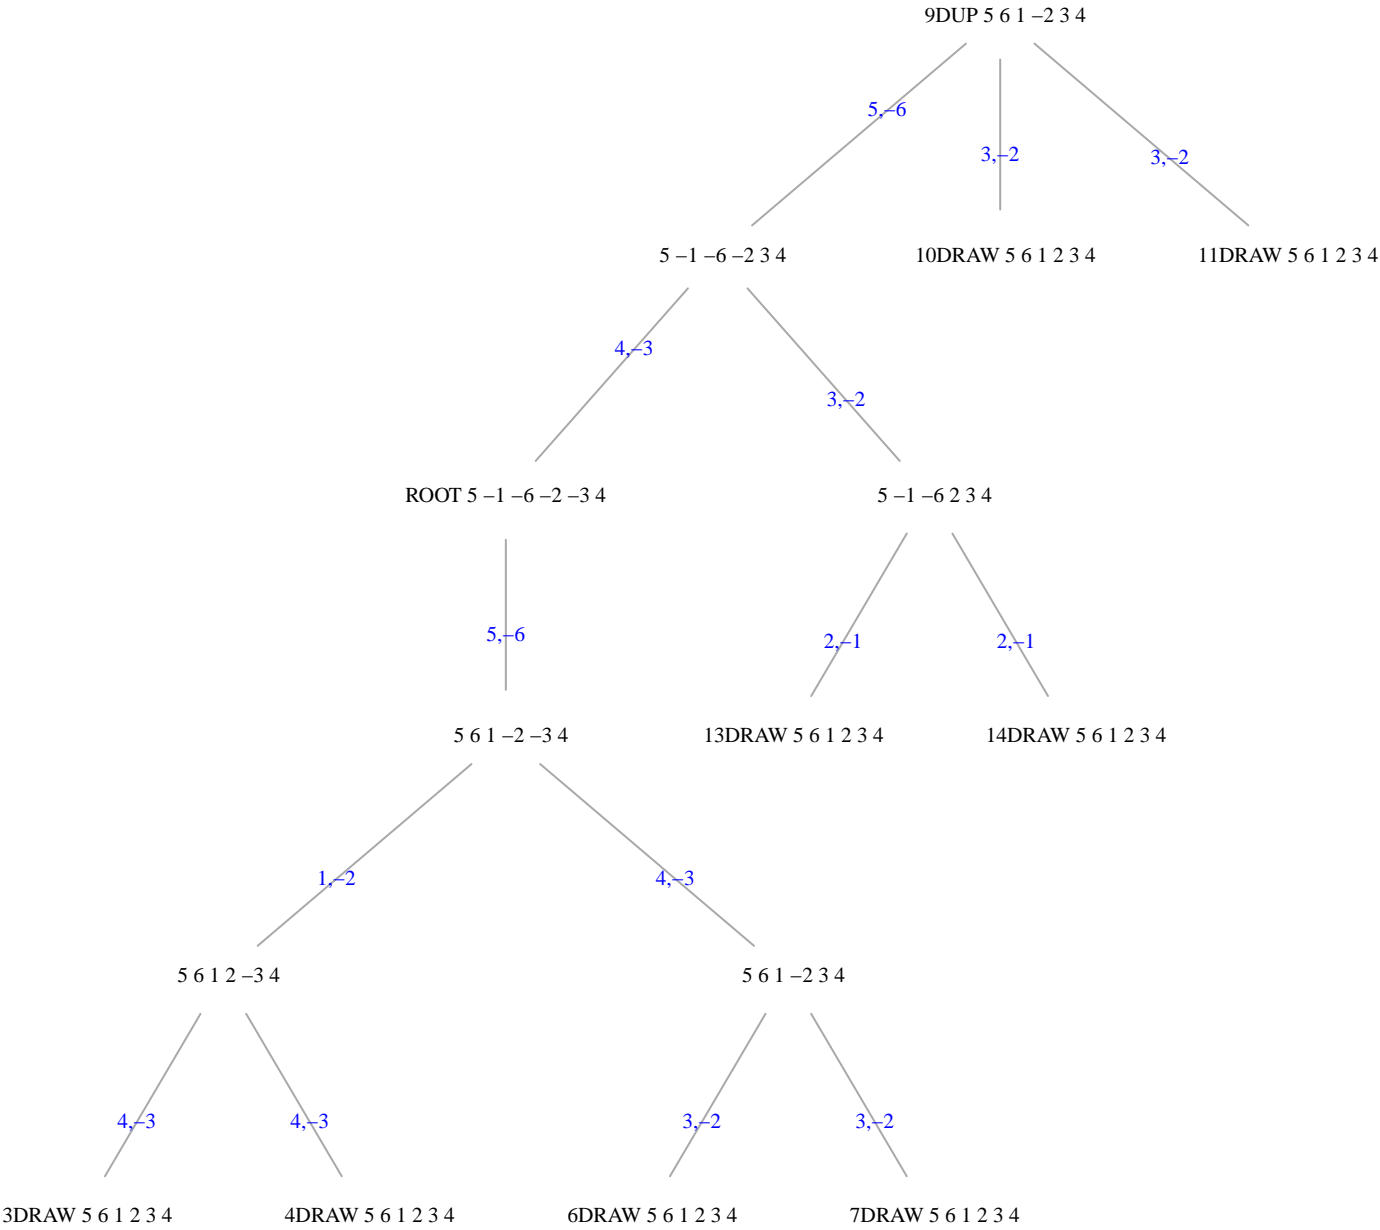 9DUP 5 6 1 –2 3 4
5,–6
3,–2
3,–2
5 –1 –6 –2 3 4
10DRAW 5 6 1 2 3 4
11DRAW 5 6 1 2 3 4
4,–3
3,–2
ROOT 5 –1 –6 –2 –3 4
5 –1 –6 2 3 4
5,–6
2,–1
2,–1
5 6 1 –2 –3 4
13DRAW 5 6 1 2 3 4
14DRAW 5 6 1 2 3 4
1,–2
4,–3
5 6 1 2 –3 4
5 6 1 –2 3 4
4,–3
4,–3
3,–2
3,–2
3DRAW 5 6 1 2 3 4
4DRAW 5 6 1 2 3 4
6DRAW 5 6 1 2 3 4
7DRAW 5 6 1 2 3 4